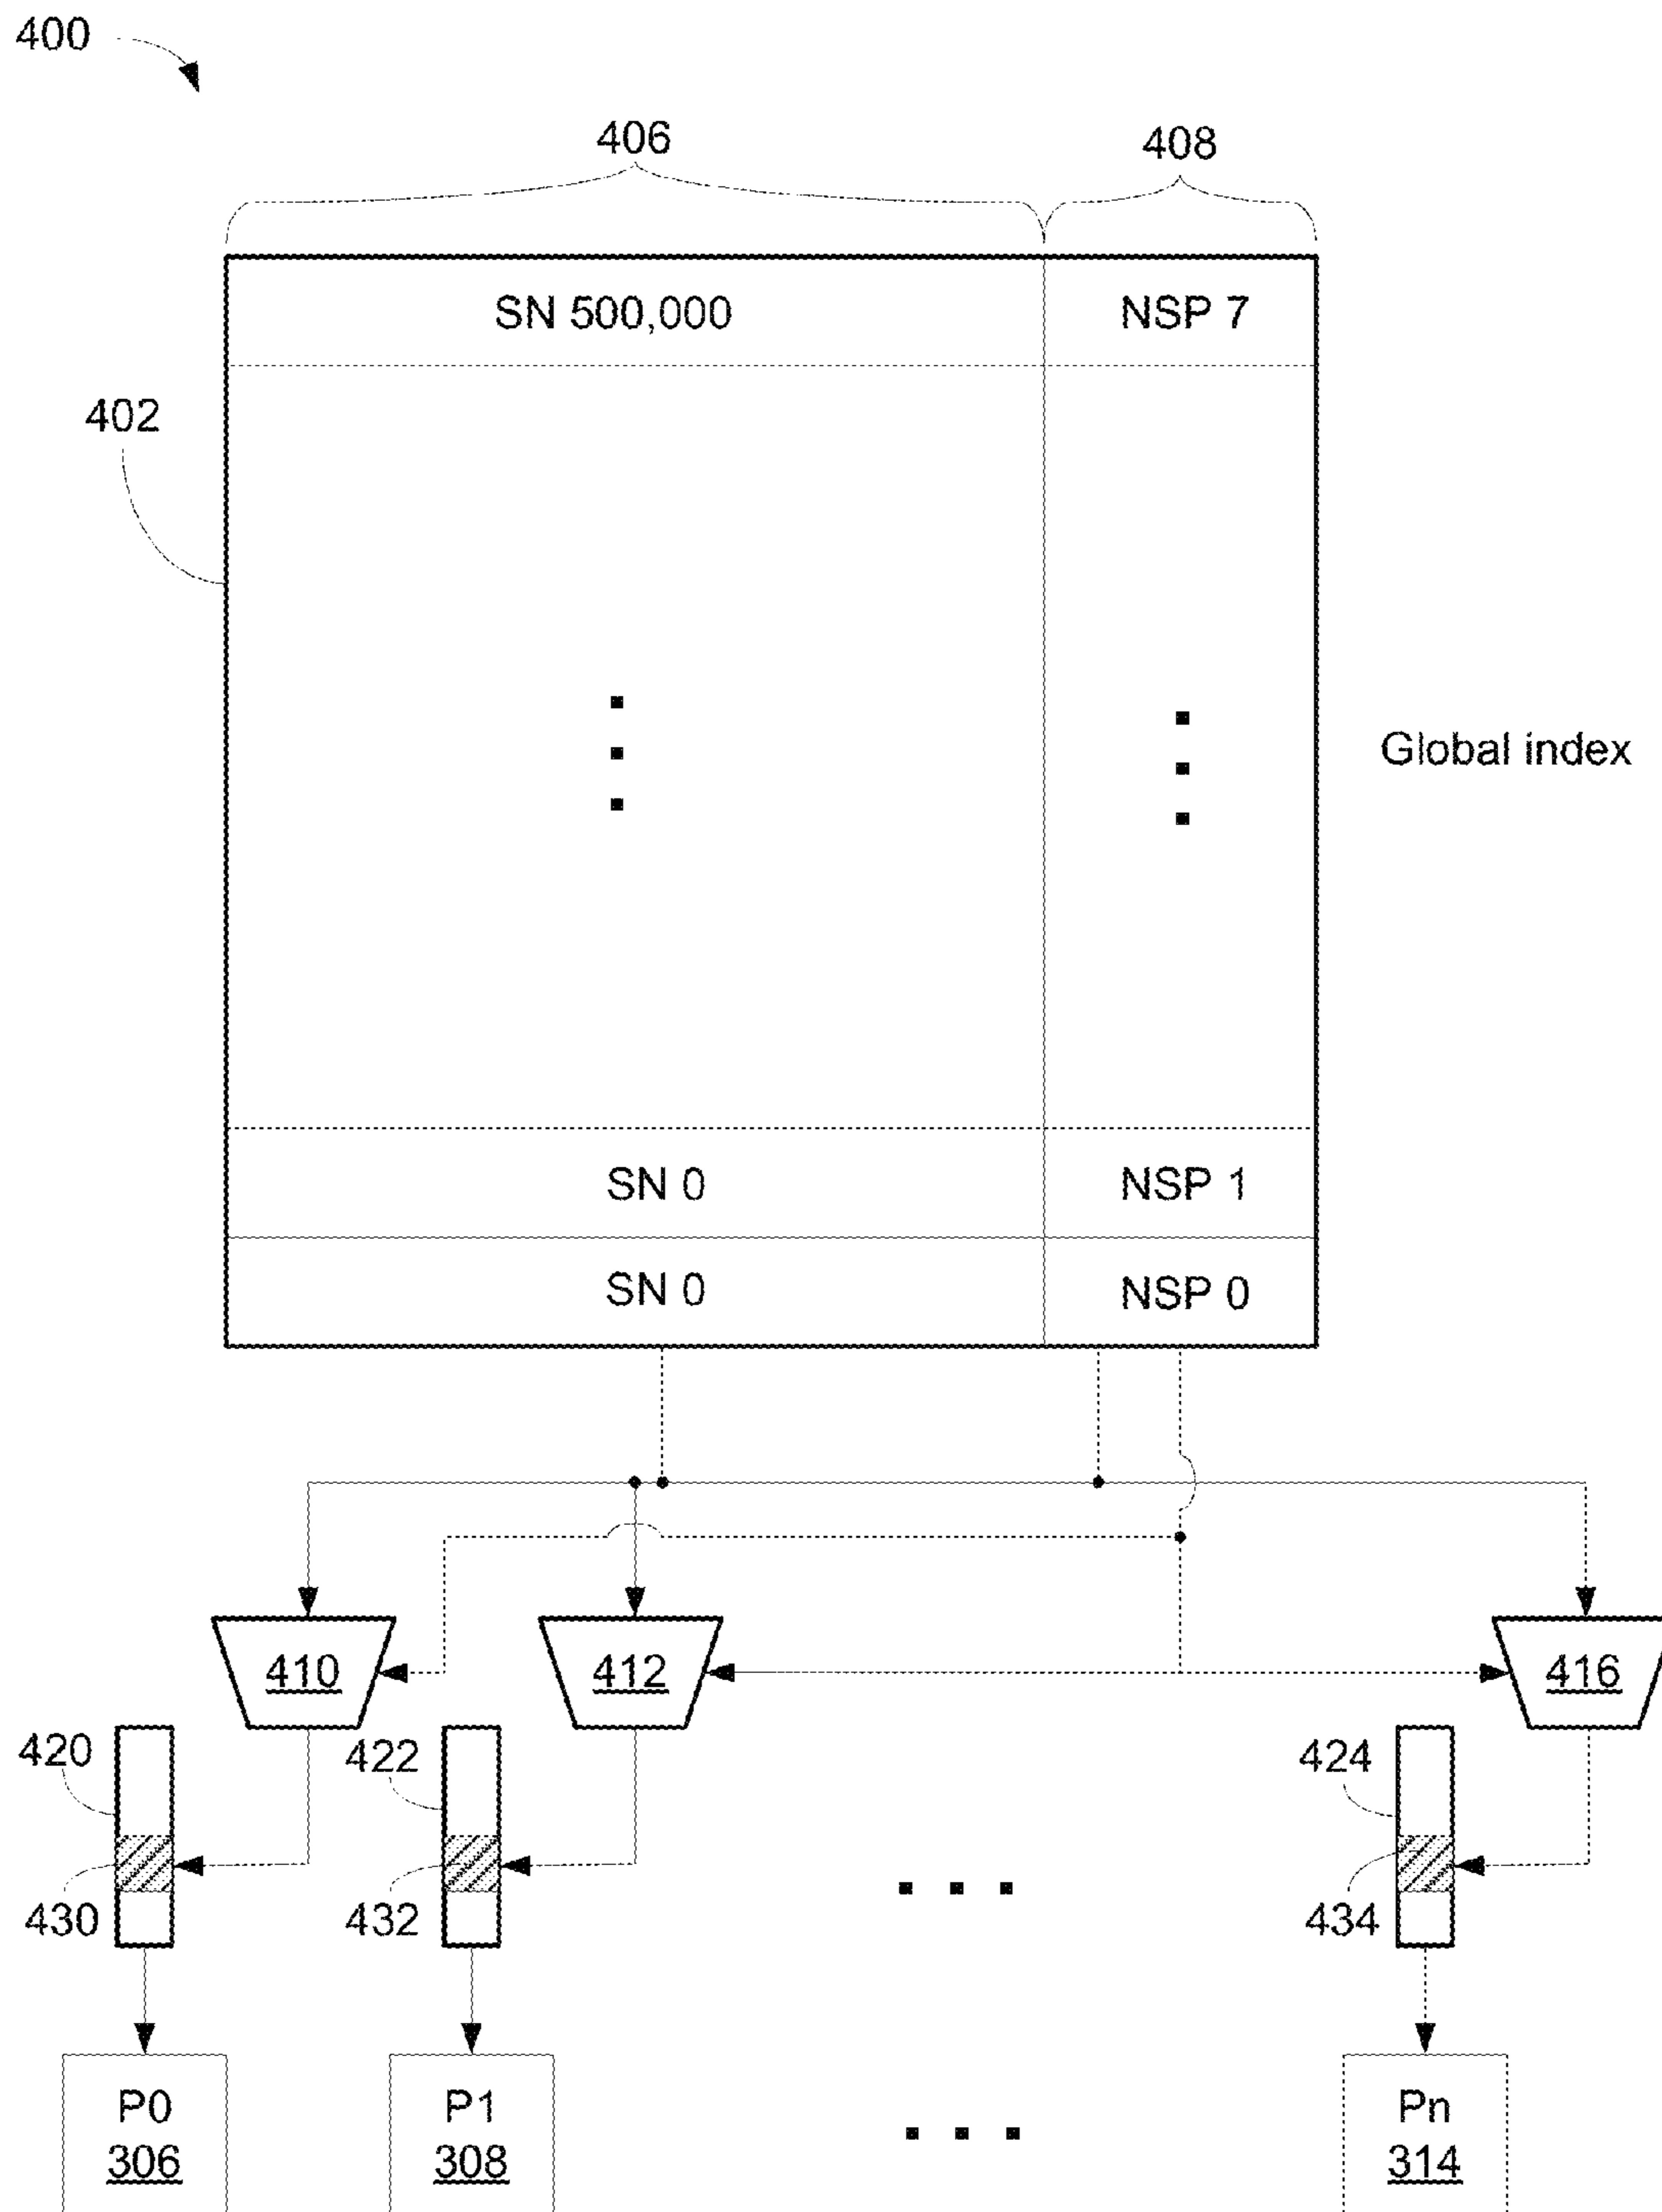 400
406 408
SN 500,000 NSP 7
402
Global index
SN 0 NSP 1
SN 0 NSP 0
410 412 416
420 422 424
430 432 434
P0 P1 Pn
306 308 314